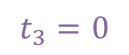 t₃ = 0